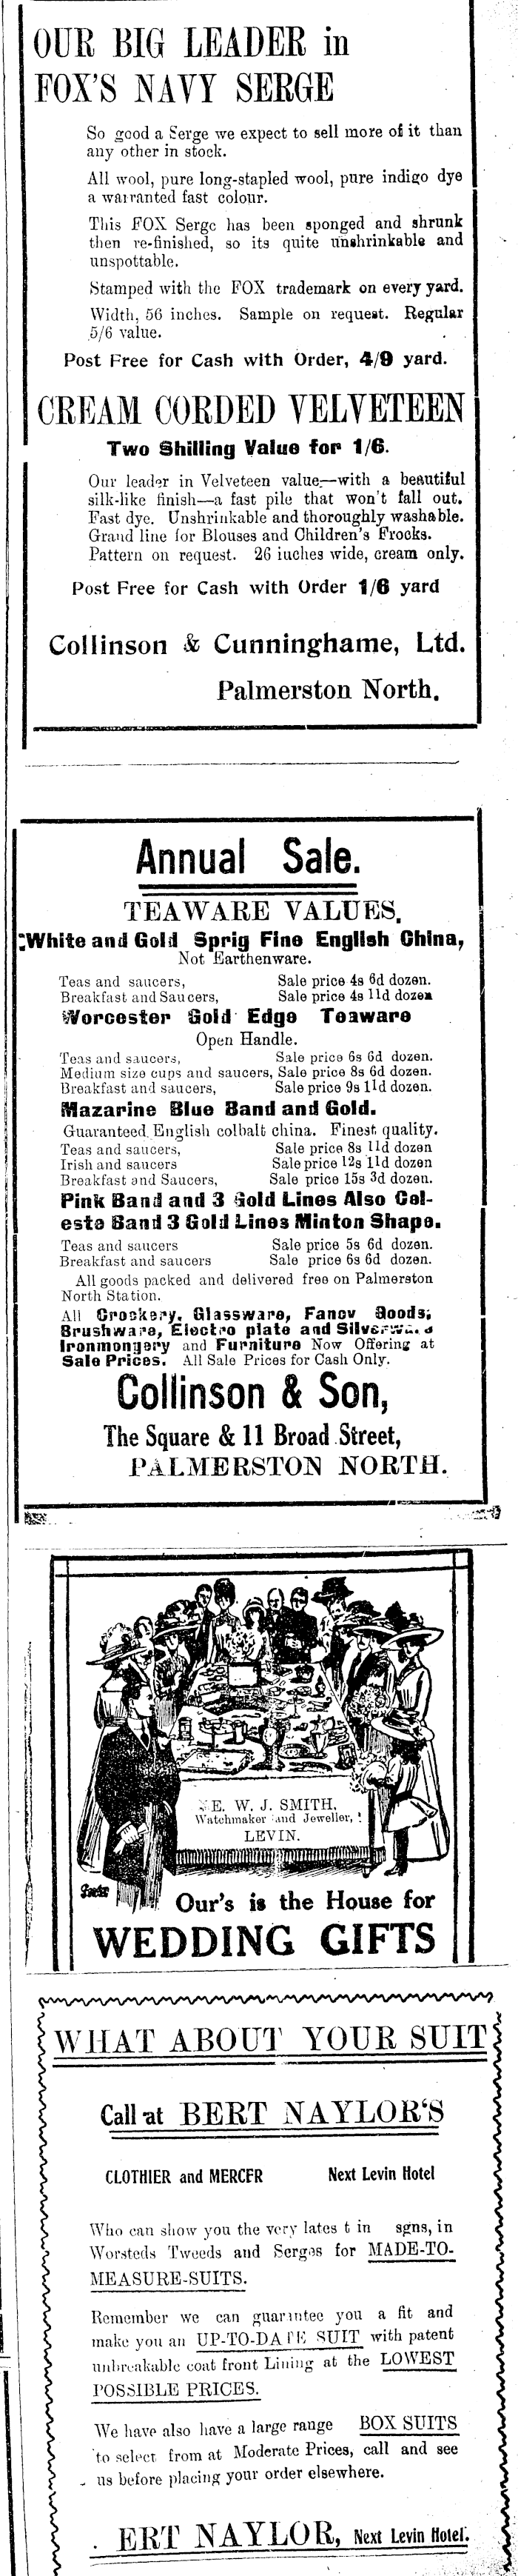 OUR BIG LEADER in
FOX'S NAVY SERGE
So good a Serge we expect to sell more of it than
any other in stock.
All wool, pure long-stapled wool, pure indigo dye
a warranted fast colour.
This FOX Serge has been sponged and shrunk
then re-finished, so its quite unshrinkable and
unspottable.
Stamped with the FOX trademark on every yard.
Width, 56 inches. Sample on request. Regular
5/6 value.
Post Free for Cash with Order, 4/9 yard.
CREAM CORDED VELVETEEN
Two Shilling Value for 1/6.
Our leader in Velveteen value—with a beautiful
silk-like finish—a fast pile that won't fall out.
Fast dye. Unshrinkable and thoroughly washable.
Grand line for Blouses and Children's Frocks.
Pattern on request. 26 inches wide, cream only.
Post Free for Cash with Order 1/6 yard
Collinson & Cunninghame, Ltd.
Palmerston North.
Annual Sale.
TEAWARE VALUES.
White and Gold Sprig Fine English China,
Not Earthenware.
Teas and saucers, Sale price 4s 6d dozen.
Breakfast and Saucers, Sale price 4s 11d dozen
Worcester Gold Edge Teaware
Open Handle.
Teas and saucers, Sale price 6s 6d dozen.
Medium size cups and saucers, Sale price 8s 6d dozen.
Breakfast and saucers, Sale price 9s 11d dozen.
Mazarine Blue Band and Gold.
Guaranteed English colbalt china. Finest quality.
Teas and saucers, Sale price 8s 11d dozen
Irish and saucers Sale price 12s 11d dozen
Breakfast and Saucers, Sale price 15s 3d dozen.
Pink Band and 3 Gold Lines Also Cel-
este Band 3 Gold Lines Minton Shape.
Teas and saucers Sale price 5s 6d dozen.
Breakfast and saucers Sale price 6s 6d dozen.
All goods packed and delivered free on Palmerston
North Station.
All Crockery, Glassware, Fancy Goods,
Brushware, Electro plate and
Ironmongery and Furniture Now Offering at
Sale Prices. All Sale Prices for Cash Only.
Collinson & Son,
The Square & 11 Broad Street,
PALMERSTON NORTH.
E. W. J. SMITH,
Watchmaker and Jeweller,
LEVIN.
Our's is the House for
WEDDING GIFTS
WHAT ABOUT YOUR SUIT
Call at BERT NAYLOR'S
CLOTHIER and MERCER Next Levin Hotel
Who can show you the very lates t in sgns, in
Worsteds Tweeds and Serges for MADE-TO-
MEASURE-SUITS.
Remember we can guarantee you a fit and
make you an UP-TO-DATE SUIT with patent
unbreakable coat front Lining at the LOWEST
POSSIBLE PRICES.
We have also have a large range BOX SUITS
to select from at Moderate Prices, call and see
us before placing your order elsewhere.
ERT NAYLOR, Next Levin Hotel.